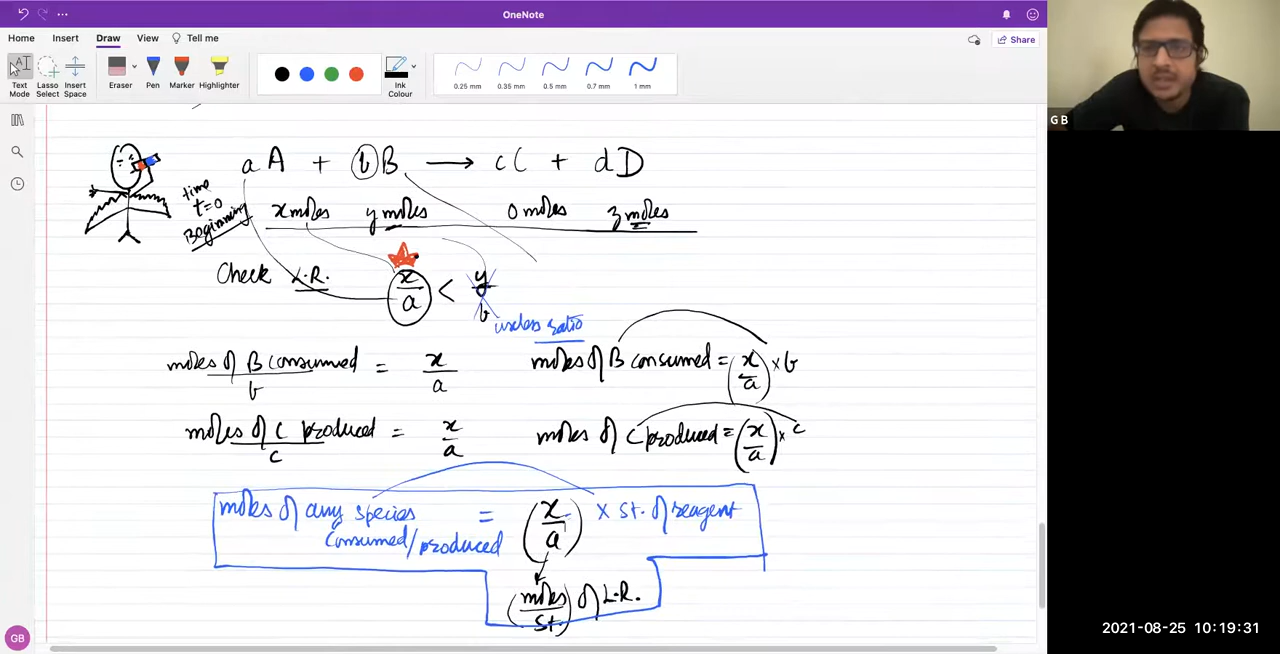 OneNote
Home Insert Draw View Tell me
Share
Text Mode
Lasso Select
Insert Space
Eraser
Pen
Marker
Highlighter
Ink Colour
0.25 mm 0.35 mm 0.5 mm 0.7 mm 1 mm
G B
aA + bB → cC + dD
time t=0 Beginning
x moles y moles 0 moles z moles
Check L.R. x/a < y/b
useless ratio
moles of B consumed / b = x/a
moles of B consumed = (x/a) × b
moles of C produced / c = x/a
moles of C produced = (x/a) × c
moles of any species consumed/produced = (x/a) × St. of reagent
(moles/St.) of L.R.
GB
2021-08-25 10:19:31